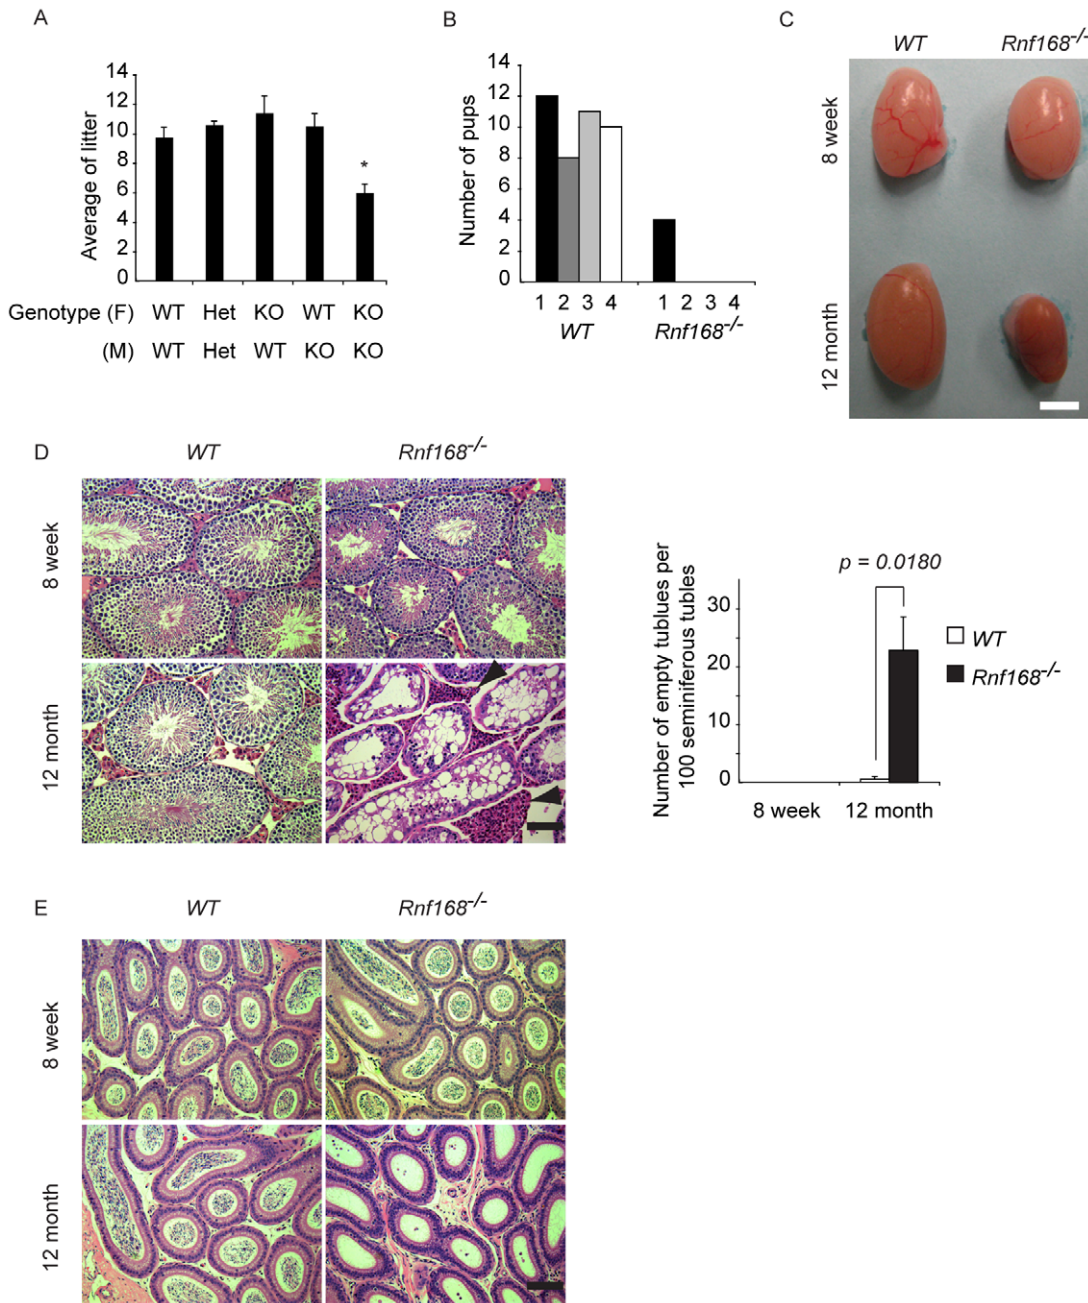 A
Average of litter
14
12
10
8
6
4
2
0
*
Genotype (F) WT Het KO WT KO
(M) WT Het WT KO KO
B
Number of pups
14
12
10
8
6
4
2
0
1 2 3 4 1 2 3 4
WT Rnf168-/-
C
WT Rnf168-/-
8 week
12 month
D
WT Rnf168-/-
8 week
12 month
Number of empty tublues per
100 seminiferous tubles
p = 0.0180
30
20
10
0
8 week 12 month
WT
Rnf168-/-
E
WT Rnf168-/-
8 week
12 month